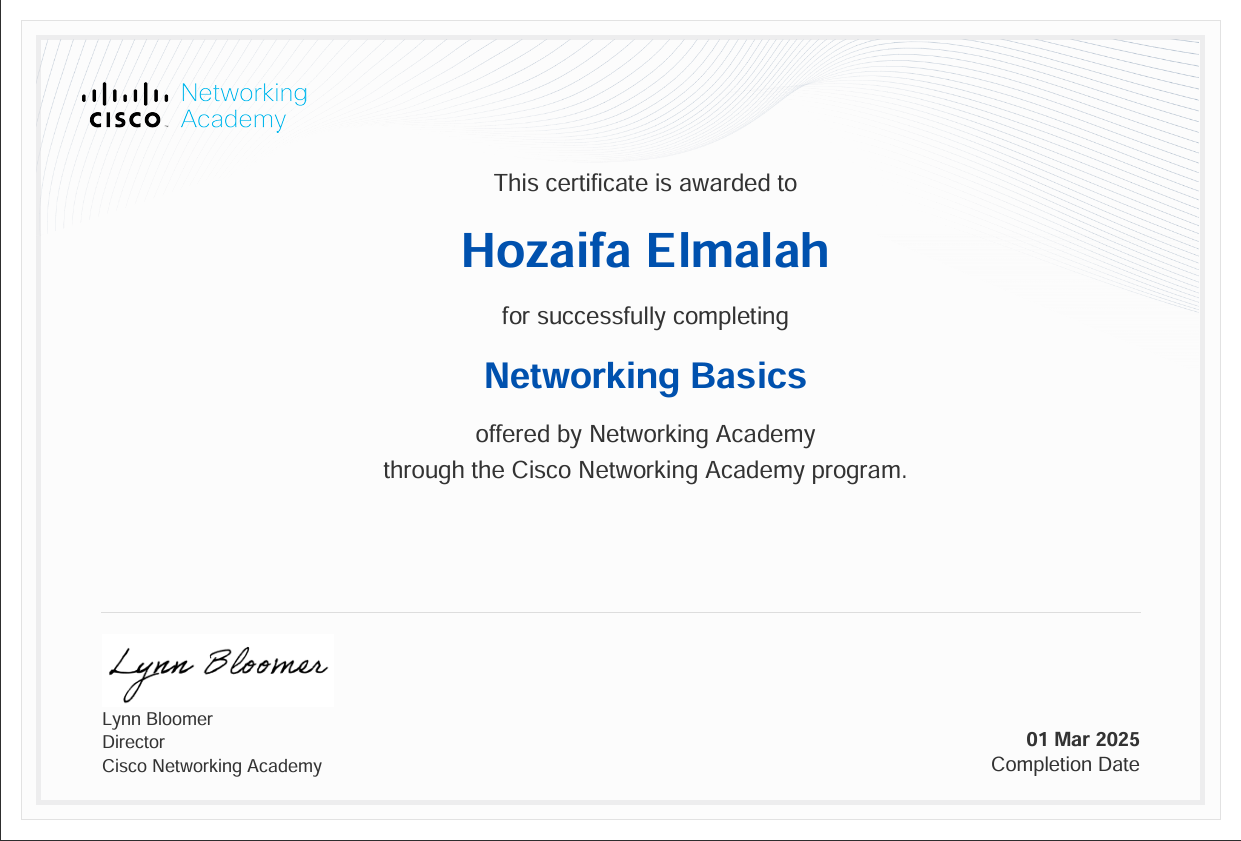 Networking
CISCO Academy
This certificate is awarded to
Hozaifa Elmalah
for successfully completing
Networking Basics
offered by Networking Academy
through the Cisco Networking Academy program.
Lynn Bloomer
Lynn Bloomer
Director
Cisco Networking Academy
01 Mar 2025
Completion Date